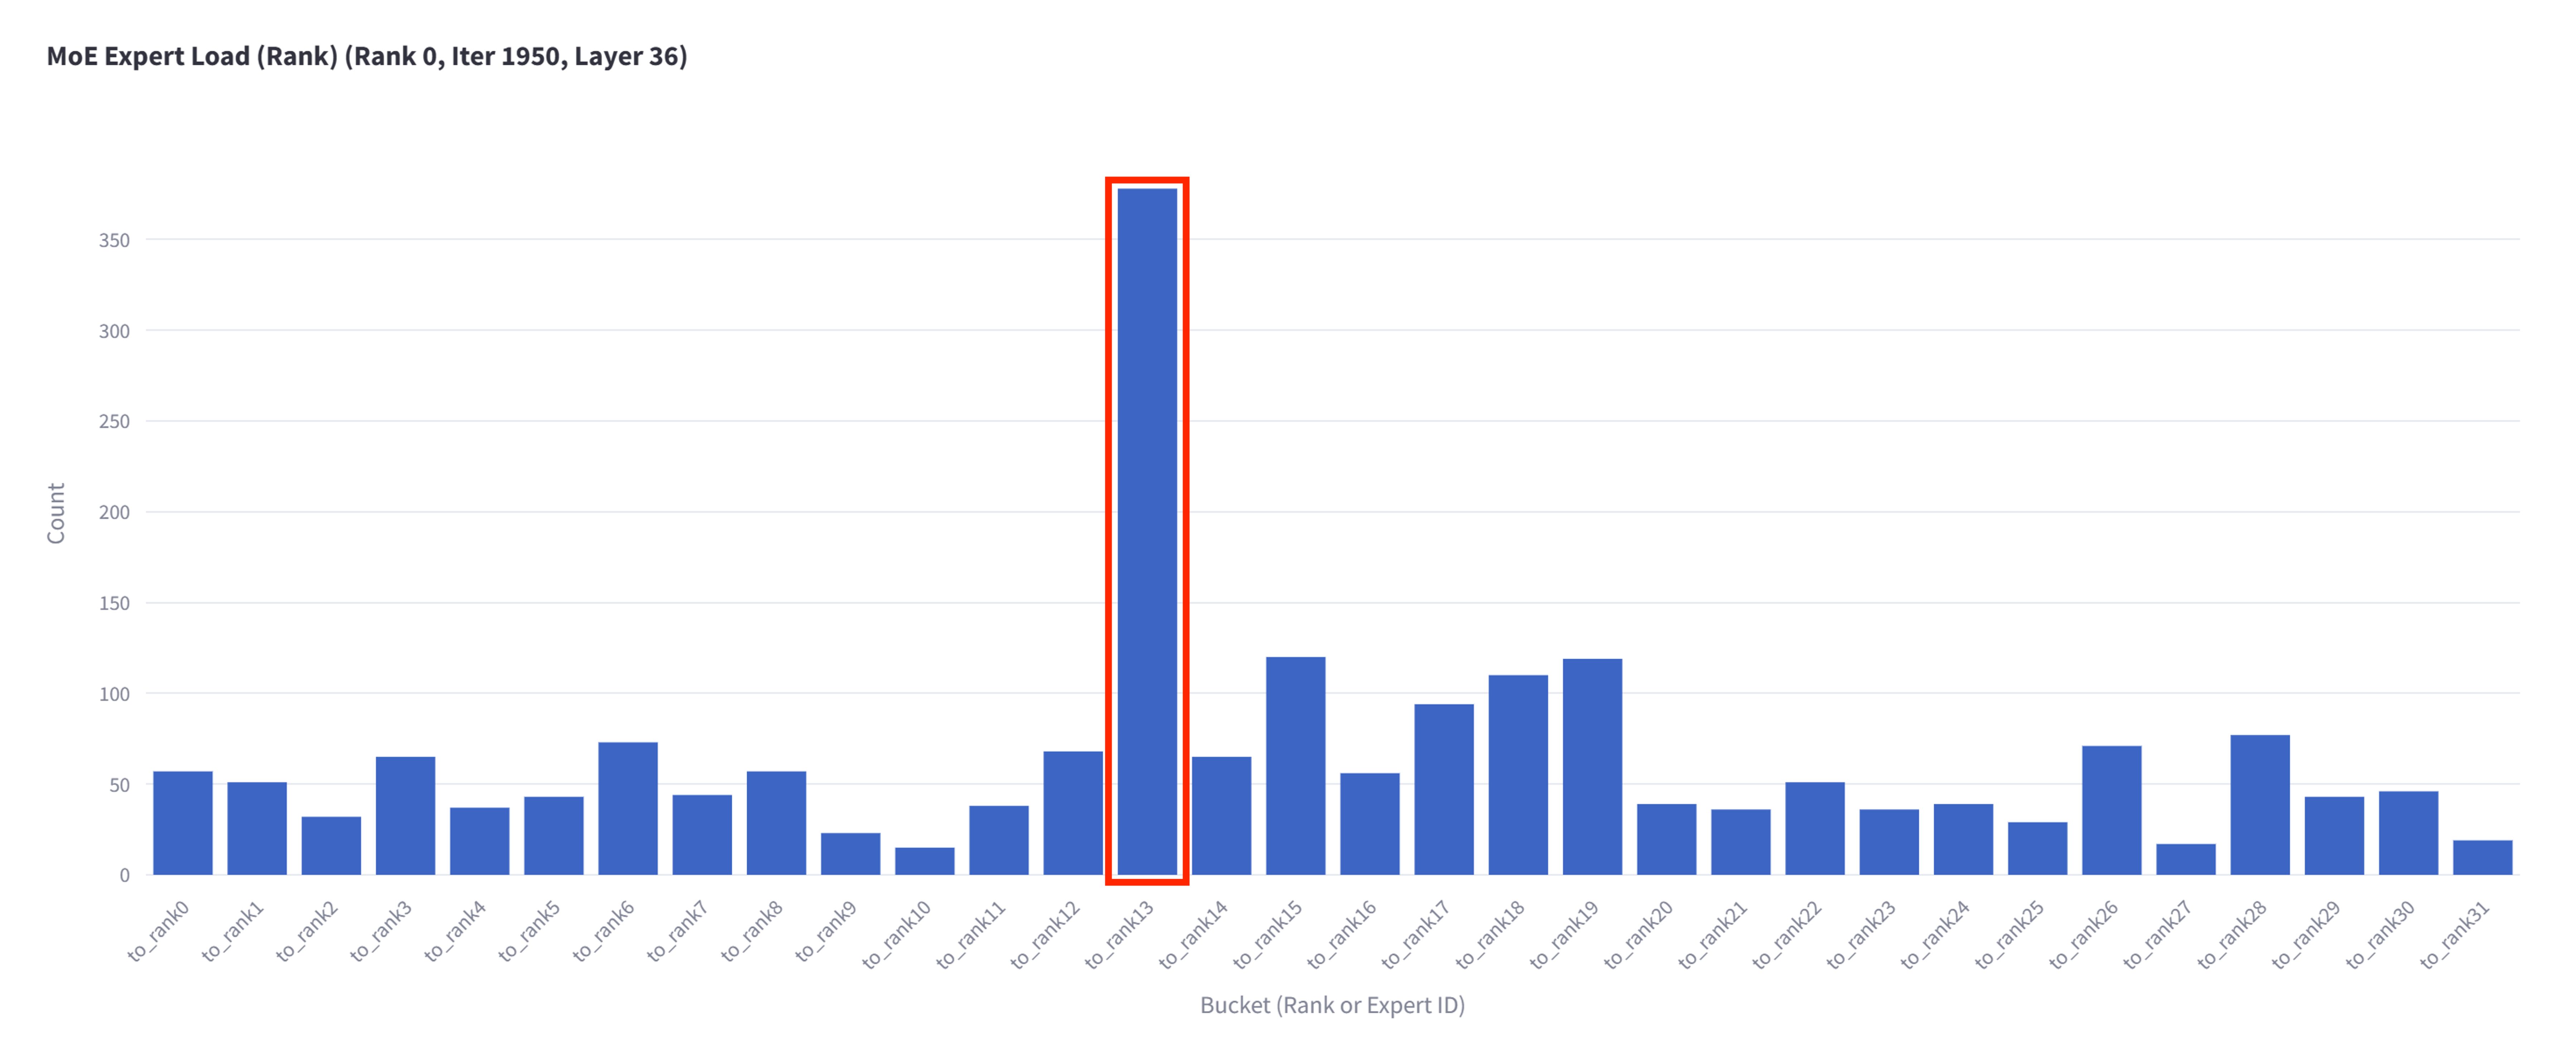 MoE Expert Load (Rank) (Rank 0, Iter 1950, Layer 36)
350
300
250
200
150
100
50
0
Count
to_rank0
to_rank1
to_rank2
to_rank3
to_rank4
to_rank5
to_rank6
to_rank7
to_rank8
to_rank9
to_rank10
to_rank11
to_rank12
to_rank13
to_rank14
to_rank15
to_rank16
to_rank17
to_rank18
to_rank19
to_rank20
to_rank21
to_rank22
to_rank23
to_rank24
to_rank25
to_rank26
to_rank27
to_rank28
to_rank29
to_rank30
to_rank31
Bucket (Rank or Expert ID)